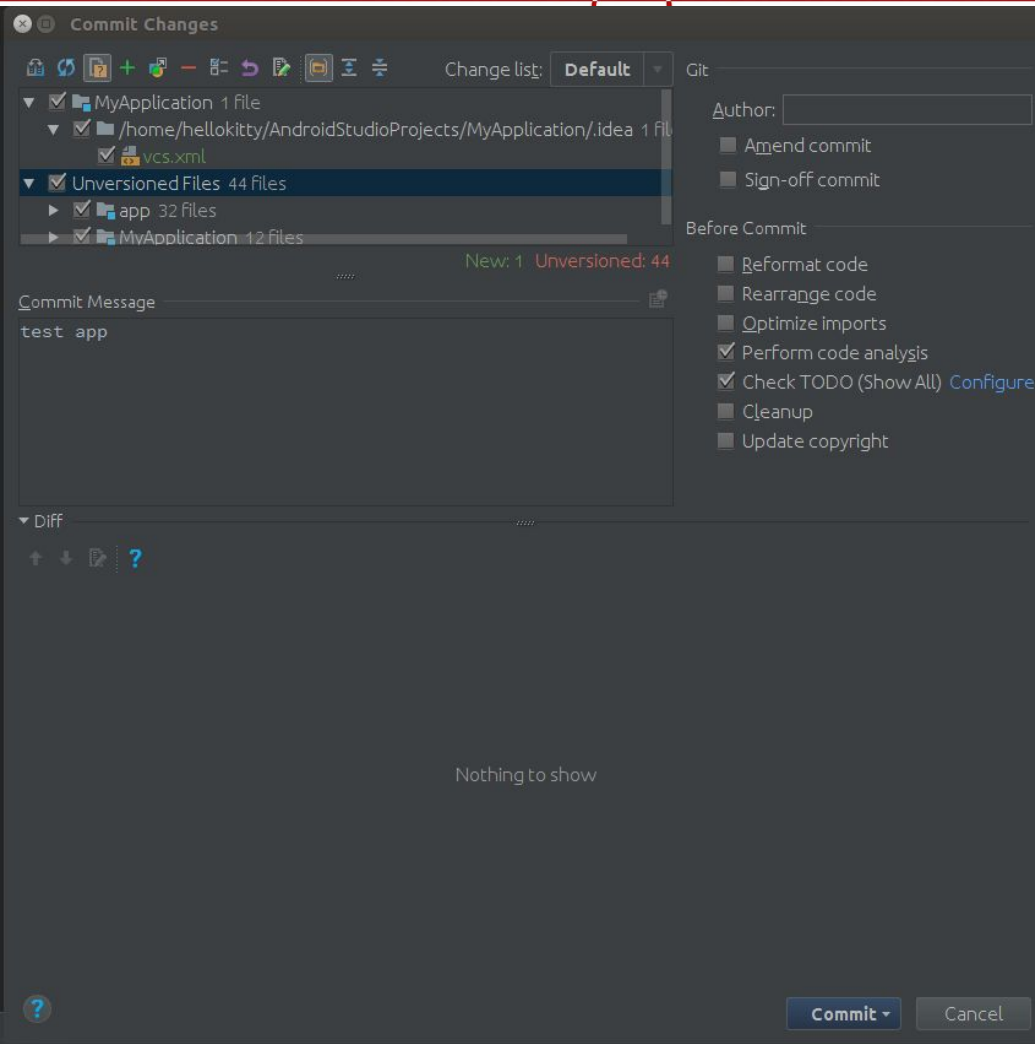 Commit Changes
Change list: Default
MyApplication 1 file
/home/hellokitty/AndroidStudioProjects/MyApplication/.idea 1 fil
vcs.xml
Unversioned Files 44 files
app 32 files
MyApplication 12 files
New: 1 Unversioned: 44
Commit Message
test app
Git
Author:
Amend commit
Sign-off commit
Before Commit
Reformat code
Rearrange code
Optimize imports
Perform code analysis
Check TODO (Show All) Configure
Cleanup
Update copyright
Diff
?
Nothing to show
?
Commit
Cancel